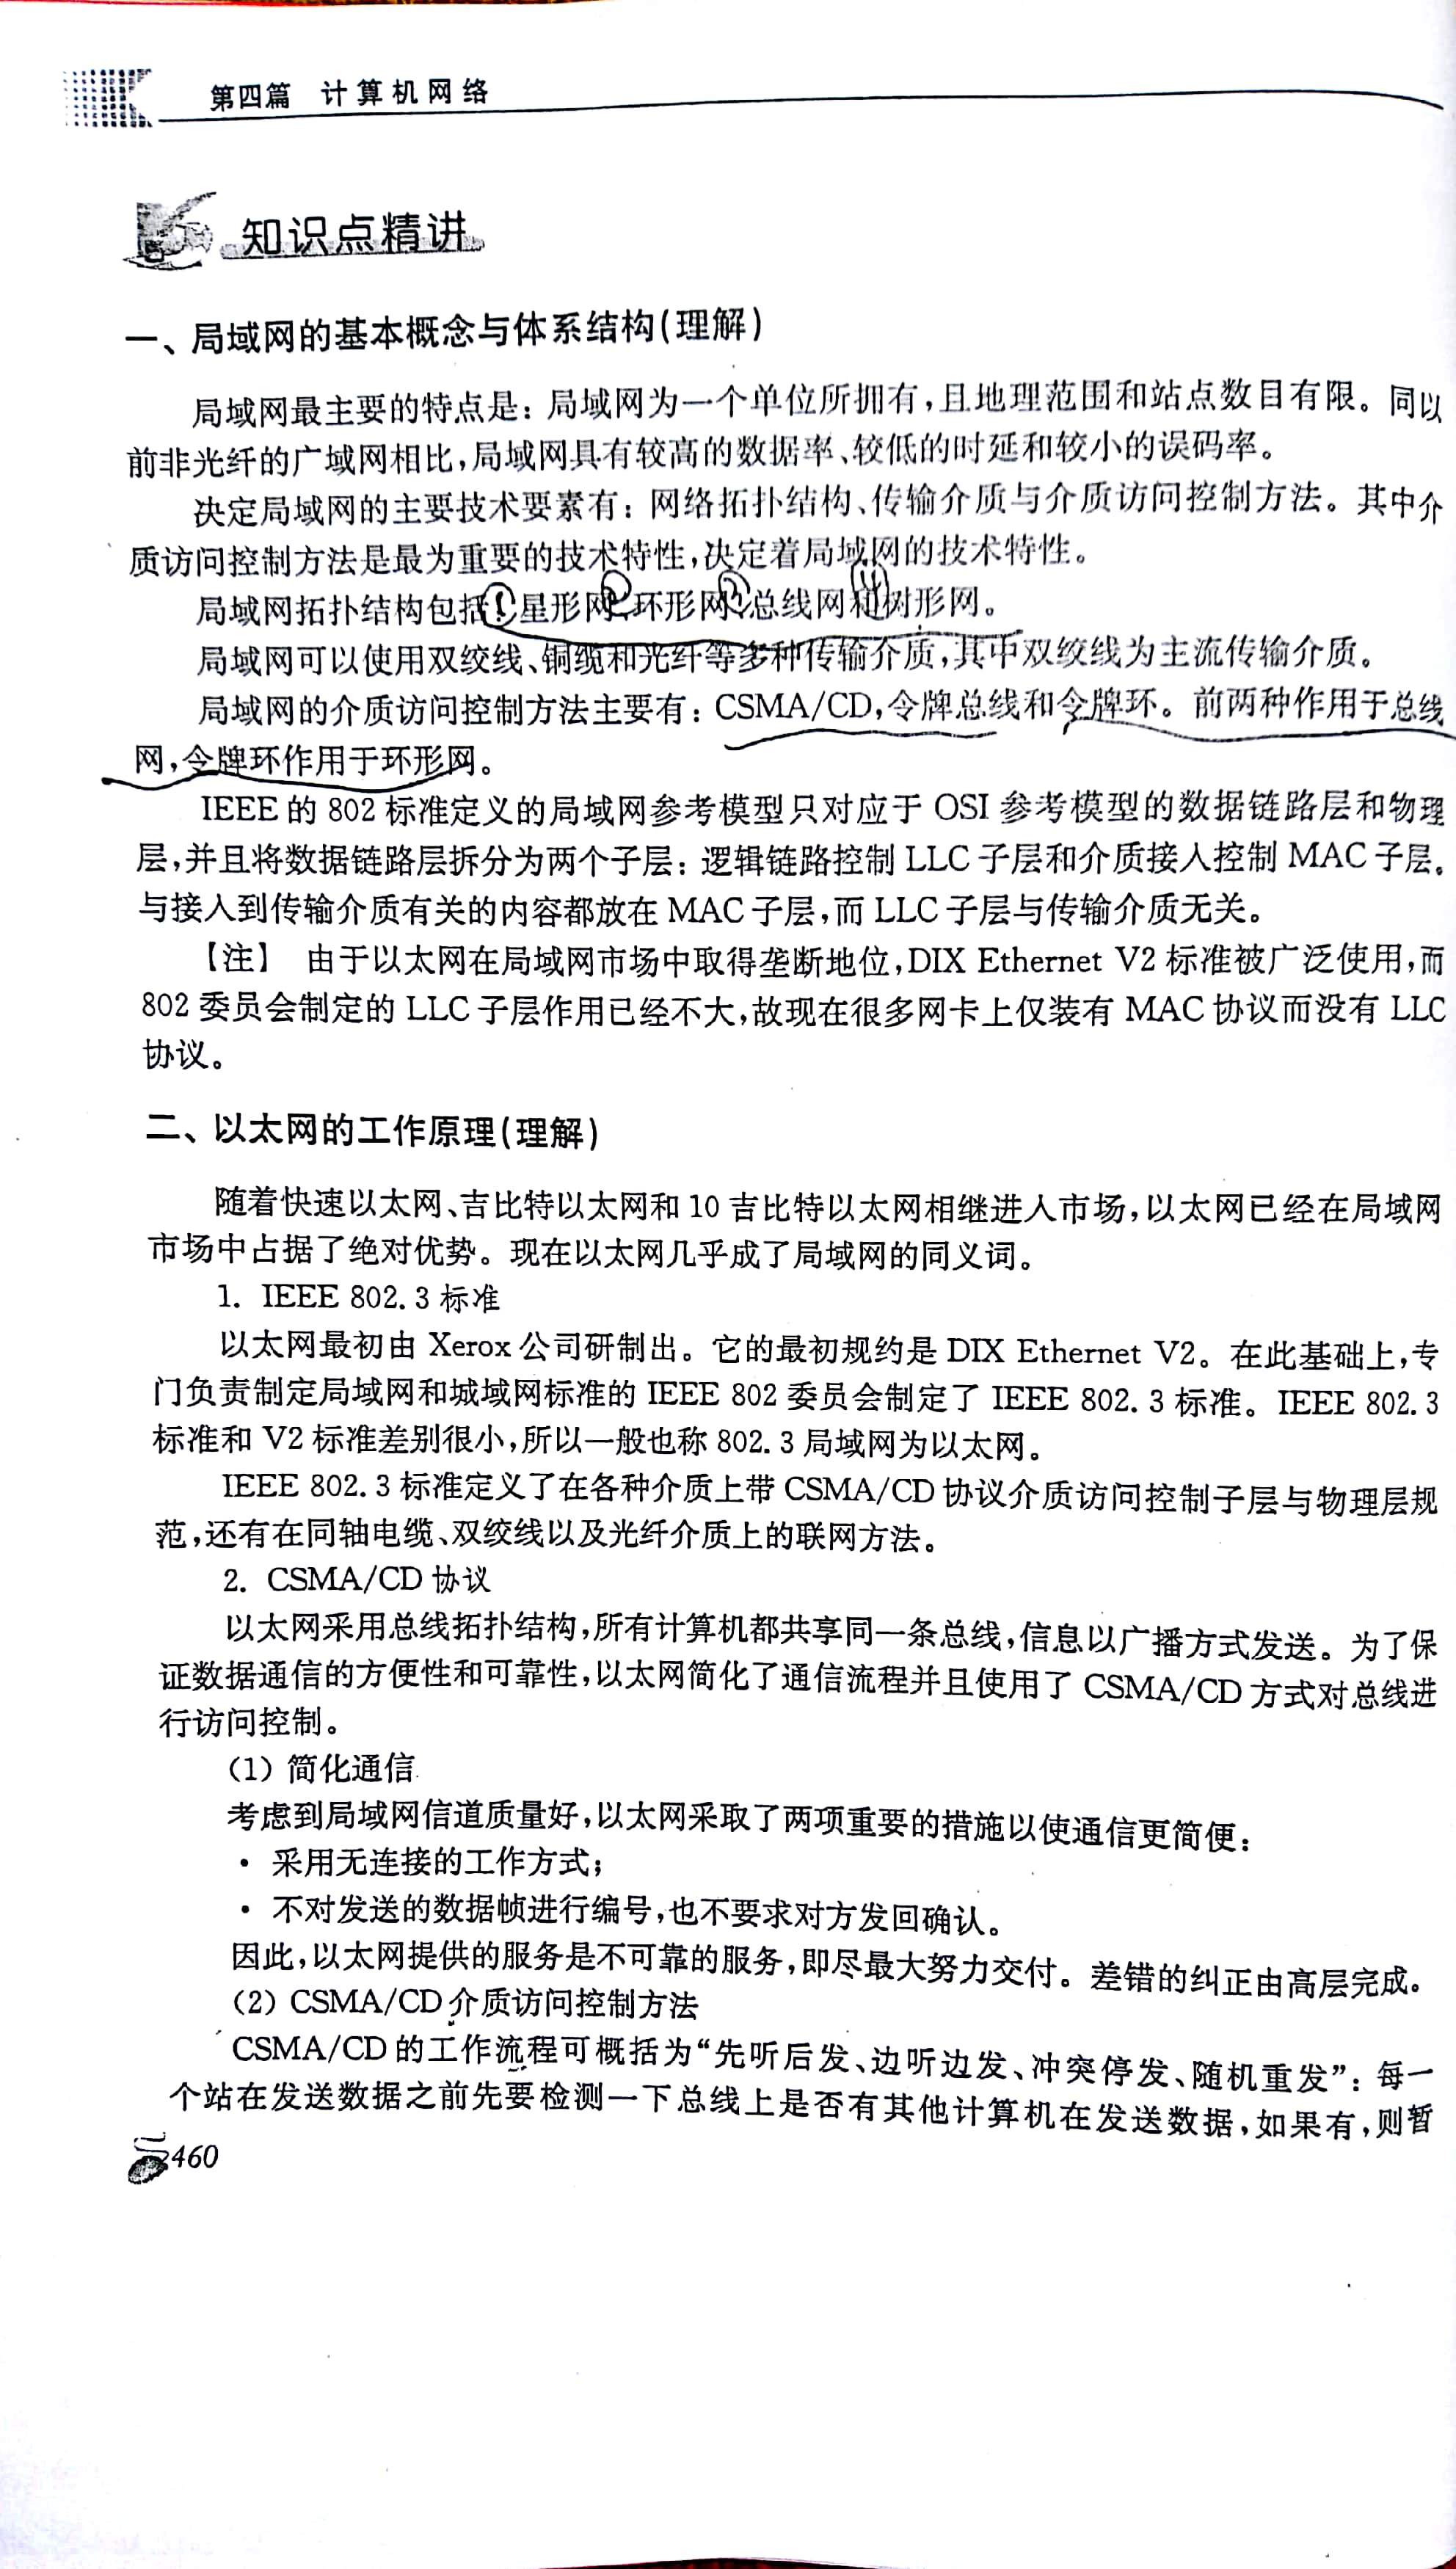 第四篇 计算机网络
知识点精讲
一、局域网的基本概念与体系结构(理解)
局域网最主要的特点是：局域网为一个单位所拥有，且地理范围和站点数目有限。同以
前非光纤的广域网相比，局域网具有较高的数据率、较低的时延和较小的误码率。
决定局域网的主要技术要素有：网络拓扑结构、传输介质与介质访问控制方法。其中介
质访问控制方法是最为重要的技术特性，决定着局域网的技术特性。
局域网拓扑结构包括①星形网②环形网③总线网和④树形网。
局域网可以使用双绞线、铜缆和光纤等多种传输介质，其中双绞线为主流传输介质。
局域网的介质访问控制方法主要有：CSMA/CD，令牌总线和令牌环。前两种作用于总线
网，令牌环作用于环形网。
IEEE 的 802 标准定义的局域网参考模型只对应于 OSI 参考模型的数据链路层和物理
层，并且将数据链路层拆分为两个子层：逻辑链路控制 LLC 子层和介质接入控制 MAC 子层。
与接入到传输介质有关的内容都放在 MAC 子层，而 LLC 子层与传输介质无关。
【注】 由于以太网在局域网市场中取得垄断地位，DIX Ethernet V2 标准被广泛使用，而
802 委员会制定的 LLC 子层作用已经不大，故现在很多网卡上仅装有 MAC 协议而没有 LLC
协议。
二、以太网的工作原理(理解)
随着快速以太网、吉比特以太网和 10 吉比特以太网相继进入市场，以太网已经在局域网
市场中占据了绝对优势。现在以太网几乎成了局域网的同义词。
1. IEEE 802.3 标准
以太网最初由 Xerox 公司研制出。它的最初规约是 DIX Ethernet V2。在此基础上，专
门负责制定局域网和城域网标准的 IEEE 802 委员会制定了 IEEE 802.3 标准。IEEE 802.3
标准和 V2 标准差别很小，所以一般也称 802.3 局域网为以太网。
IEEE 802.3 标准定义了在各种介质上带 CSMA/CD 协议介质访问控制子层与物理层规
范，还有在同轴电缆、双绞线以及光纤介质上的联网方法。
2. CSMA/CD 协议
以太网采用总线拓扑结构，所有计算机都共享同一条总线，信息以广播方式发送。为了保
证数据通信的方便性和可靠性，以太网简化了通信流程并且使用了 CSMA/CD 方式对总线进
行访问控制。
(1) 简化通信
考虑到局域网信道质量好，以太网采取了两项重要的措施以使通信更简便：
· 采用无连接的工作方式；
· 不对发送的数据帧进行编号，也不要求对方发回确认。
因此，以太网提供的服务是不可靠的服务，即尽最大努力交付。差错的纠正由高层完成。
(2) CSMA/CD 介质访问控制方法
CSMA/CD 的工作流程可概括为“先听后发、边听边发、冲突停发、随机重发”：每一
个站在发送数据之前先要检测一下总线上是否有其他计算机在发送数据，如果有，则暂
460